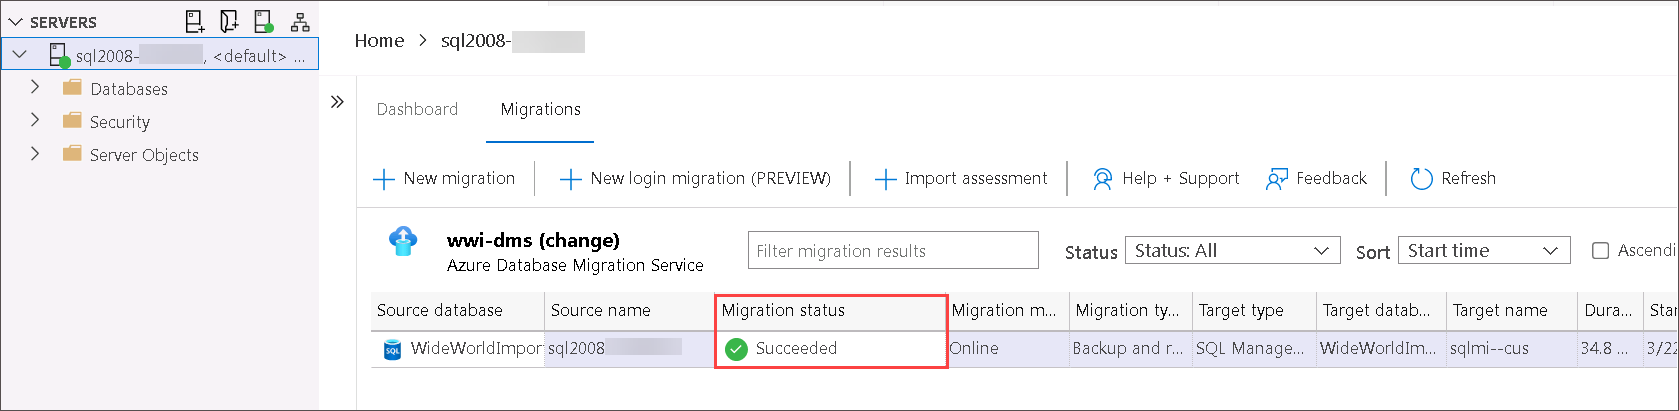 SERVERS
sql2008-
, <default> ...
Databases
Security
Server Objects
Home > sql2008-
Dashboard
Migrations
New migration
New login migration (PREVIEW)
Import assessment
Help + Support
Feedback
Refresh
wwi-dms (change)
Azure Database Migration Service
Filter migration results
Status
Status: All
Sort
Start time
Ascendi
Source database
Source name
Migration status
Migration m...
Migration ty...
Target type
Target datab...
Target name
Dura...
Star
WideWorldImpor
sql2008
Succeeded
Online
Backup and r...
SQL Manage...
WideWorldIm...
sqlmi--cus
34.8 ...
3/22